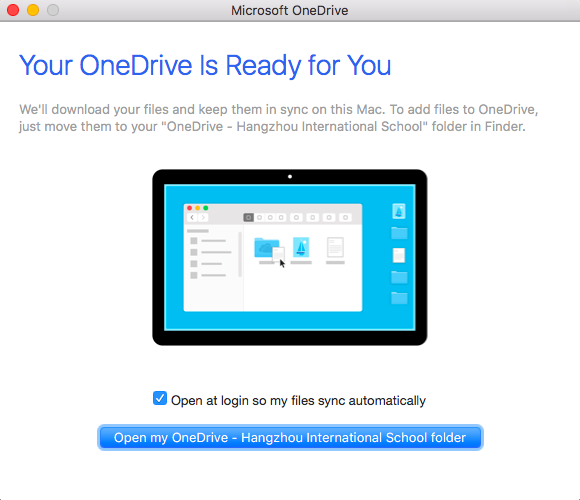 Microsoft OneDrive
Your OneDrive Is Ready for You
We'll download your files and keep them in sync on this Mac. To add files to OneDrive,
just move them to your "OneDrive - Hangzhou International School" folder in Finder.
Open at login so my files sync automatically
Open my OneDrive - Hangzhou International School folder